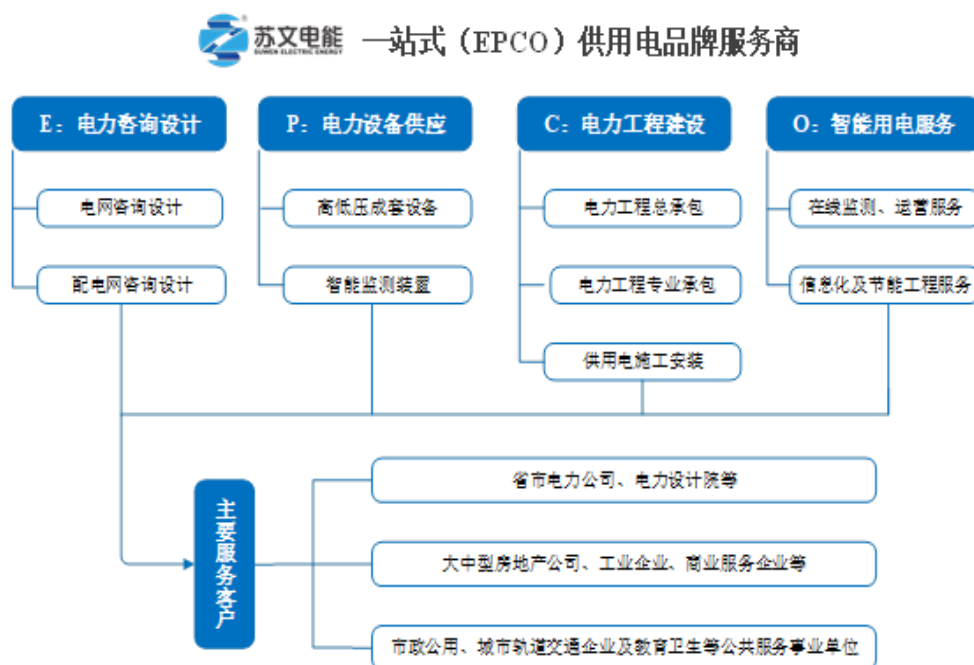 苏文电能
SUWEN ELECTRIC ENERGY
一站式（EPCO）供用电品牌服务商
E：电力咨询设计
P：电力设备供应
C：电力工程建设
O：智能用电服务
电网咨询设计
高低压成套设备
电力工程总承包
在线监测、运营服务
配电网咨询设计
智能监测装置
电力工程专业承包
信息化及节能工程服务
供用电施工安装
主要服务客户
省市电力公司、电力设计院等
大中型房地产公司、工业企业、商业服务企业等
市政公用、城市轨道交通企业及教育卫生等公共服务事业单位